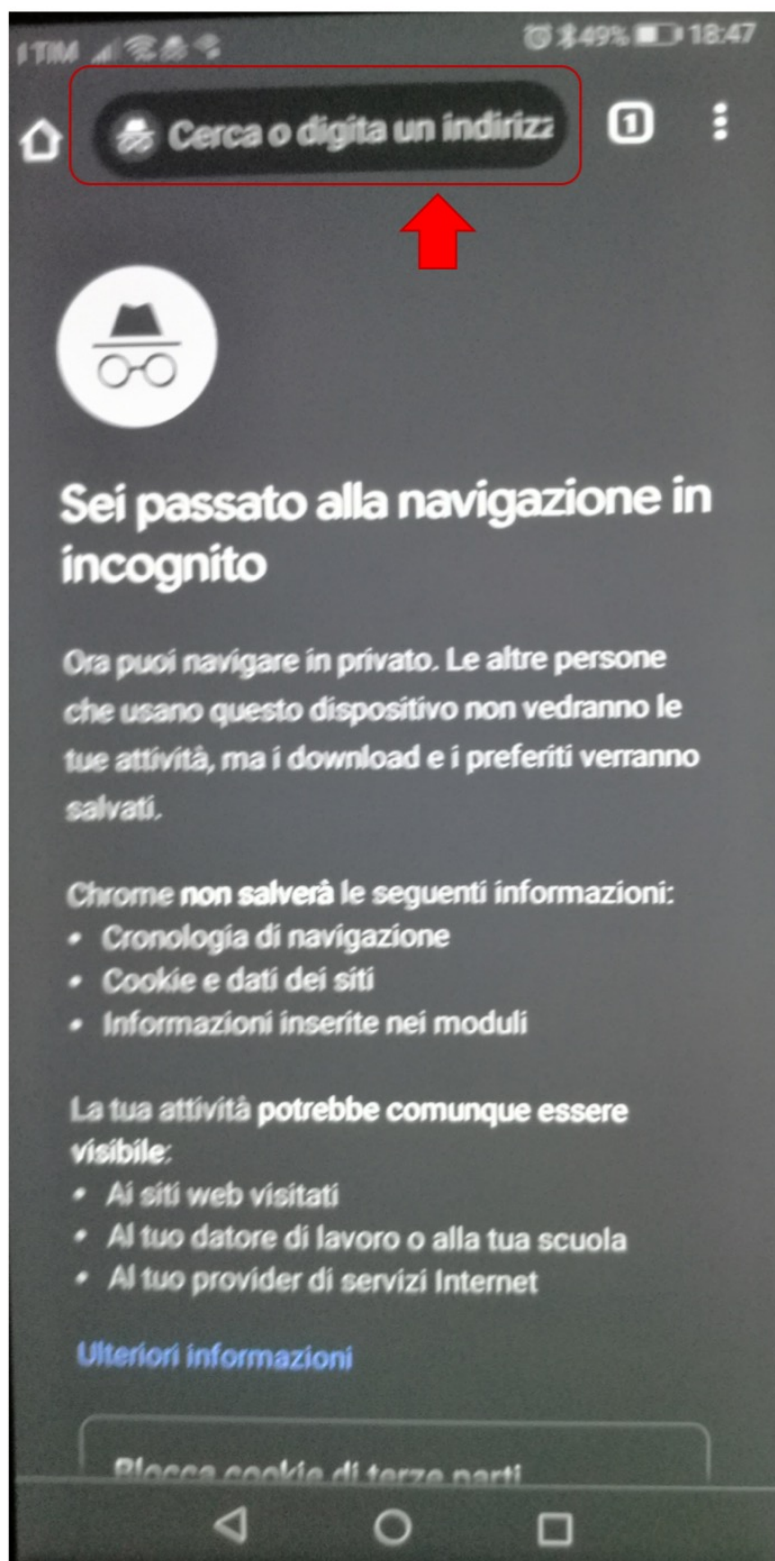 TIM 49% 18:47
Cerca o digita un indirizz 1
Sei passato alla navigazione in
incognito
Ora puoi navigare in privato. Le altre persone
che usano questo dispositivo non vedranno le
tue attività, ma i download e i preferiti verranno
salvati.
Chrome non salverà le seguenti informazioni:
• Cronologia di navigazione
• Cookie e dati dei siti
• Informazioni inserite nei moduli
La tua attività potrebbe comunque essere
visibile:
• Ai siti web visitati
• Al tuo datore di lavoro o alla tua scuola
• Al tuo provider di servizi Internet
Ulteriori informazioni
Blocca cookie di terze parti